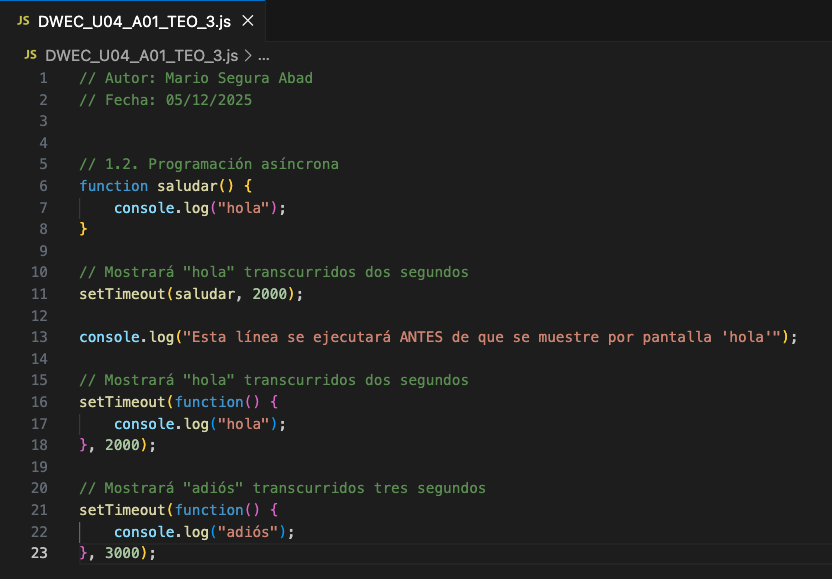 JS DWEC_U04_A01_TEO_3.js ×
JS DWEC_U04_A01_TEO_3.js > ...
1 // Autor: Mario Segura Abad
2 // Fecha: 05/12/2025
3
4
5 // 1.2. Programación asíncrona
6 function saludar() {
7     console.log("hola");
8 }
9
10 // Mostrará "hola" transcurridos dos segundos
11 setTimeout(saludar, 2000);
12
13 console.log("Esta línea se ejecutará ANTES de que se muestre por pantalla 'hola'");
14
15 // Mostrará "hola" transcurridos dos segundos
16 setTimeout(function() {
17     console.log("hola");
18 }, 2000);
19
20 // Mostrará "adiós" transcurridos tres segundos
21 setTimeout(function() {
22     console.log("adiós");
23 }, 3000);